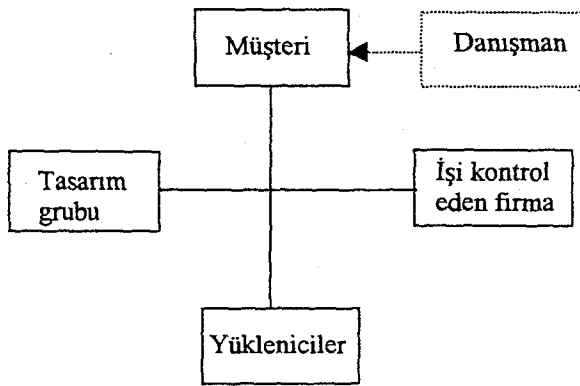 Müşteri
Danışman
Tasarım
grubu
İşi kontrol
eden firma
Yükleniciler